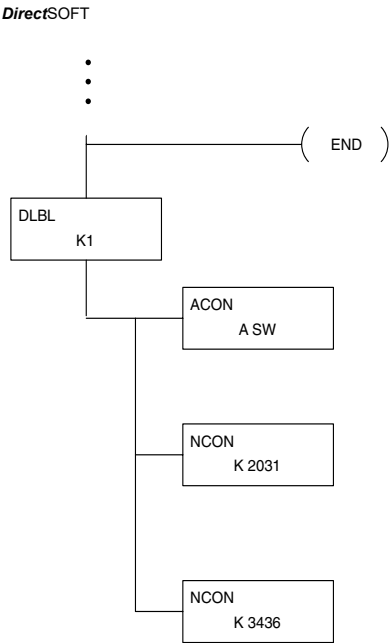 DirectSOFT
END
DLBL
K1
ACON
A SW
NCON
K 2031
NCON
K 3436